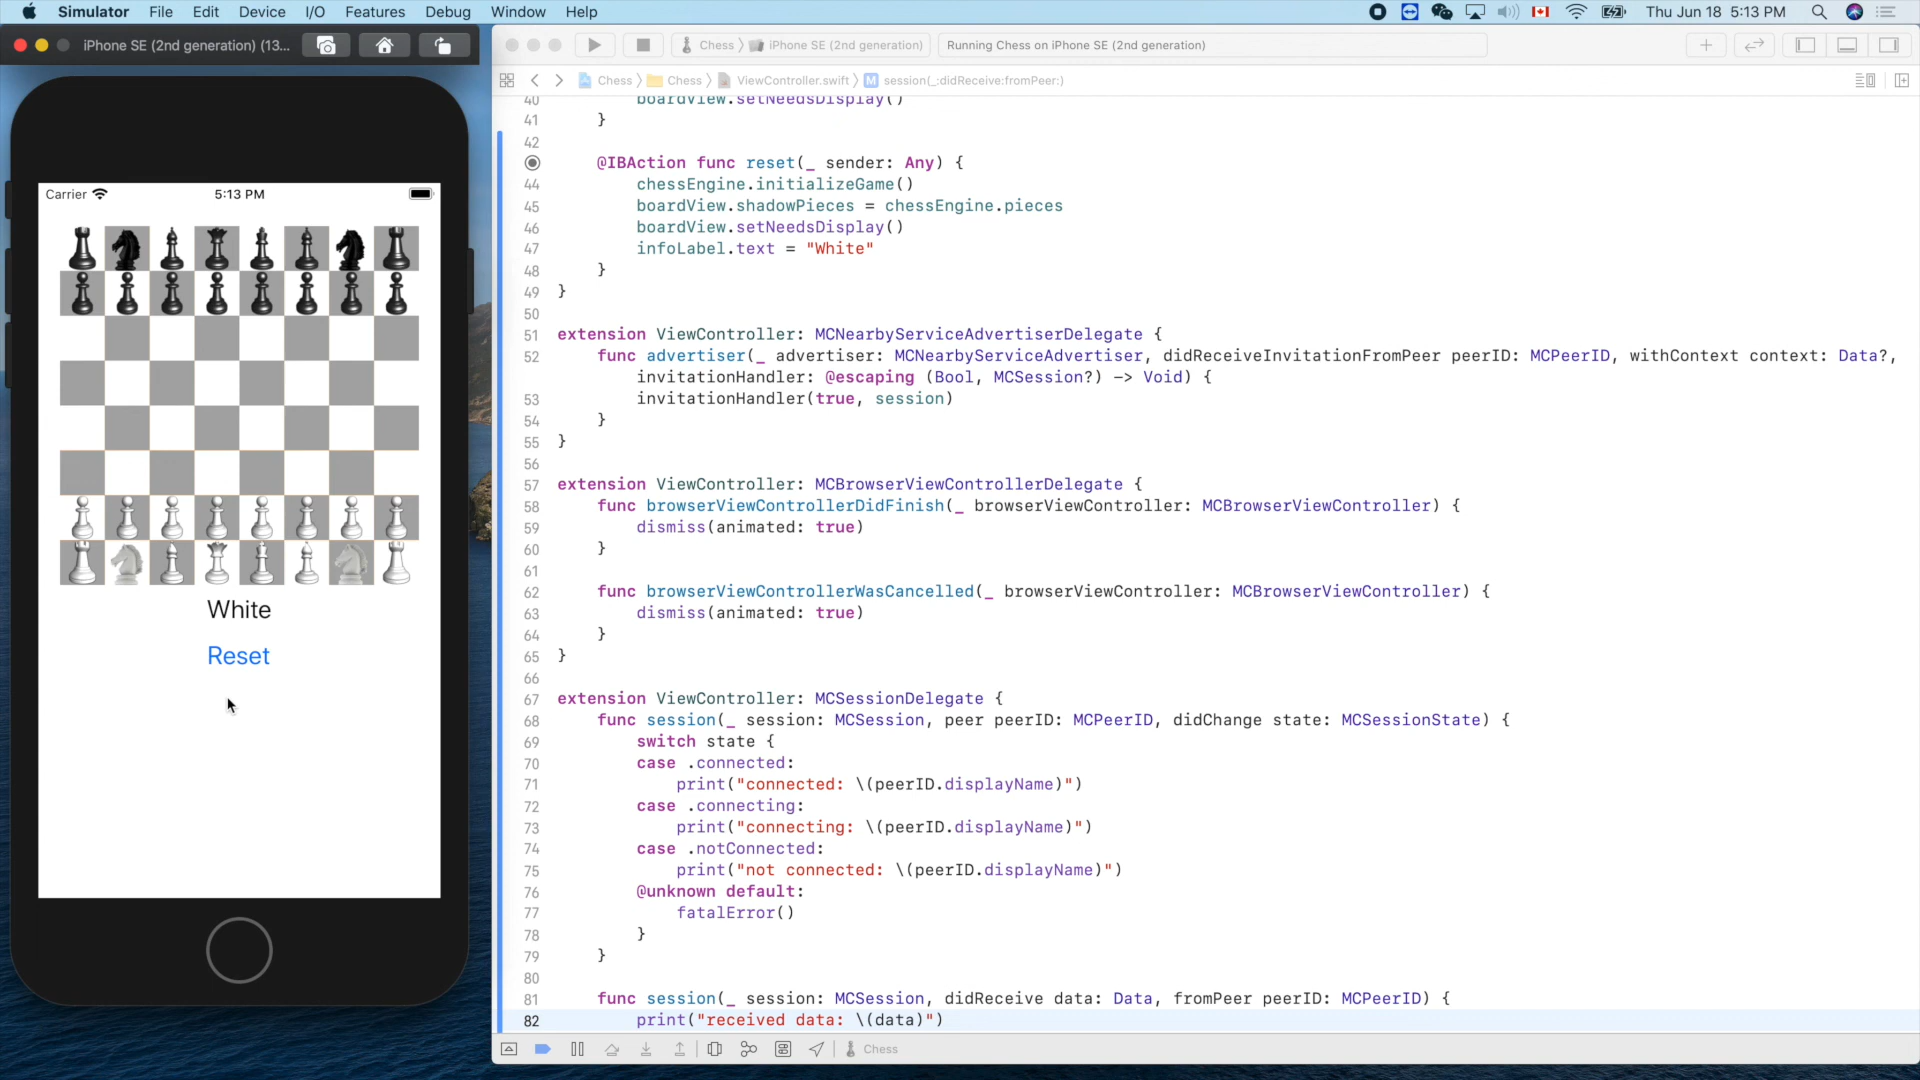 Simulator File Edit Device I/O Features Debug Window Help
Thu Jun 18 5:13 PM
iPhone SE (2nd generation) (13...
Chess 〉 iPhone SE (2nd generation)
Running Chess on iPhone SE (2nd generation)
Chess 〉 Chess 〉 ViewController.swift 〉 M session(_:didReceive:fromPeer:)
Carrier 5:13 PM
White
Reset
40 boardView.setNeedsDisplay()
41 }
42
@IBAction func reset(_ sender: Any) {
44 chessEngine.initializeGame()
45 boardView.shadowPieces = chessEngine.pieces
46 boardView.setNeedsDisplay()
47 infoLabel.text = "White"
48 }
49 }
50
51 extension ViewController: MCNearbyServiceAdvertiserDelegate {
52 func advertiser(_ advertiser: MCNearbyServiceAdvertiser, didReceiveInvitationFromPeer peerID: MCPeerID, withContext context: Data?,
invitationHandler: @escaping (Bool, MCSession?) -> Void) {
53 invitationHandler(true, session)
54 }
55 }
56
57 extension ViewController: MCBrowserViewControllerDelegate {
58 func browserViewControllerDidFinish(_ browserViewController: MCBrowserViewController) {
59 dismiss(animated: true)
60 }
61
62 func browserViewControllerWasCancelled(_ browserViewController: MCBrowserViewController) {
63 dismiss(animated: true)
64 }
65 }
66
67 extension ViewController: MCSessionDelegate {
68 func session(_ session: MCSession, peer peerID: MCPeerID, didChange state: MCSessionState) {
69 switch state {
70 case .connected:
71 print("connected: \(peerID.displayName)")
72 case .connecting:
73 print("connecting: \(peerID.displayName)")
74 case .notConnected:
75 print("not connected: \(peerID.displayName)")
76 @unknown default:
77 fatalError()
78 }
79 }
80
81 func session(_ session: MCSession, didReceive data: Data, fromPeer peerID: MCPeerID) {
82 print("received data: \(data)")
Chess